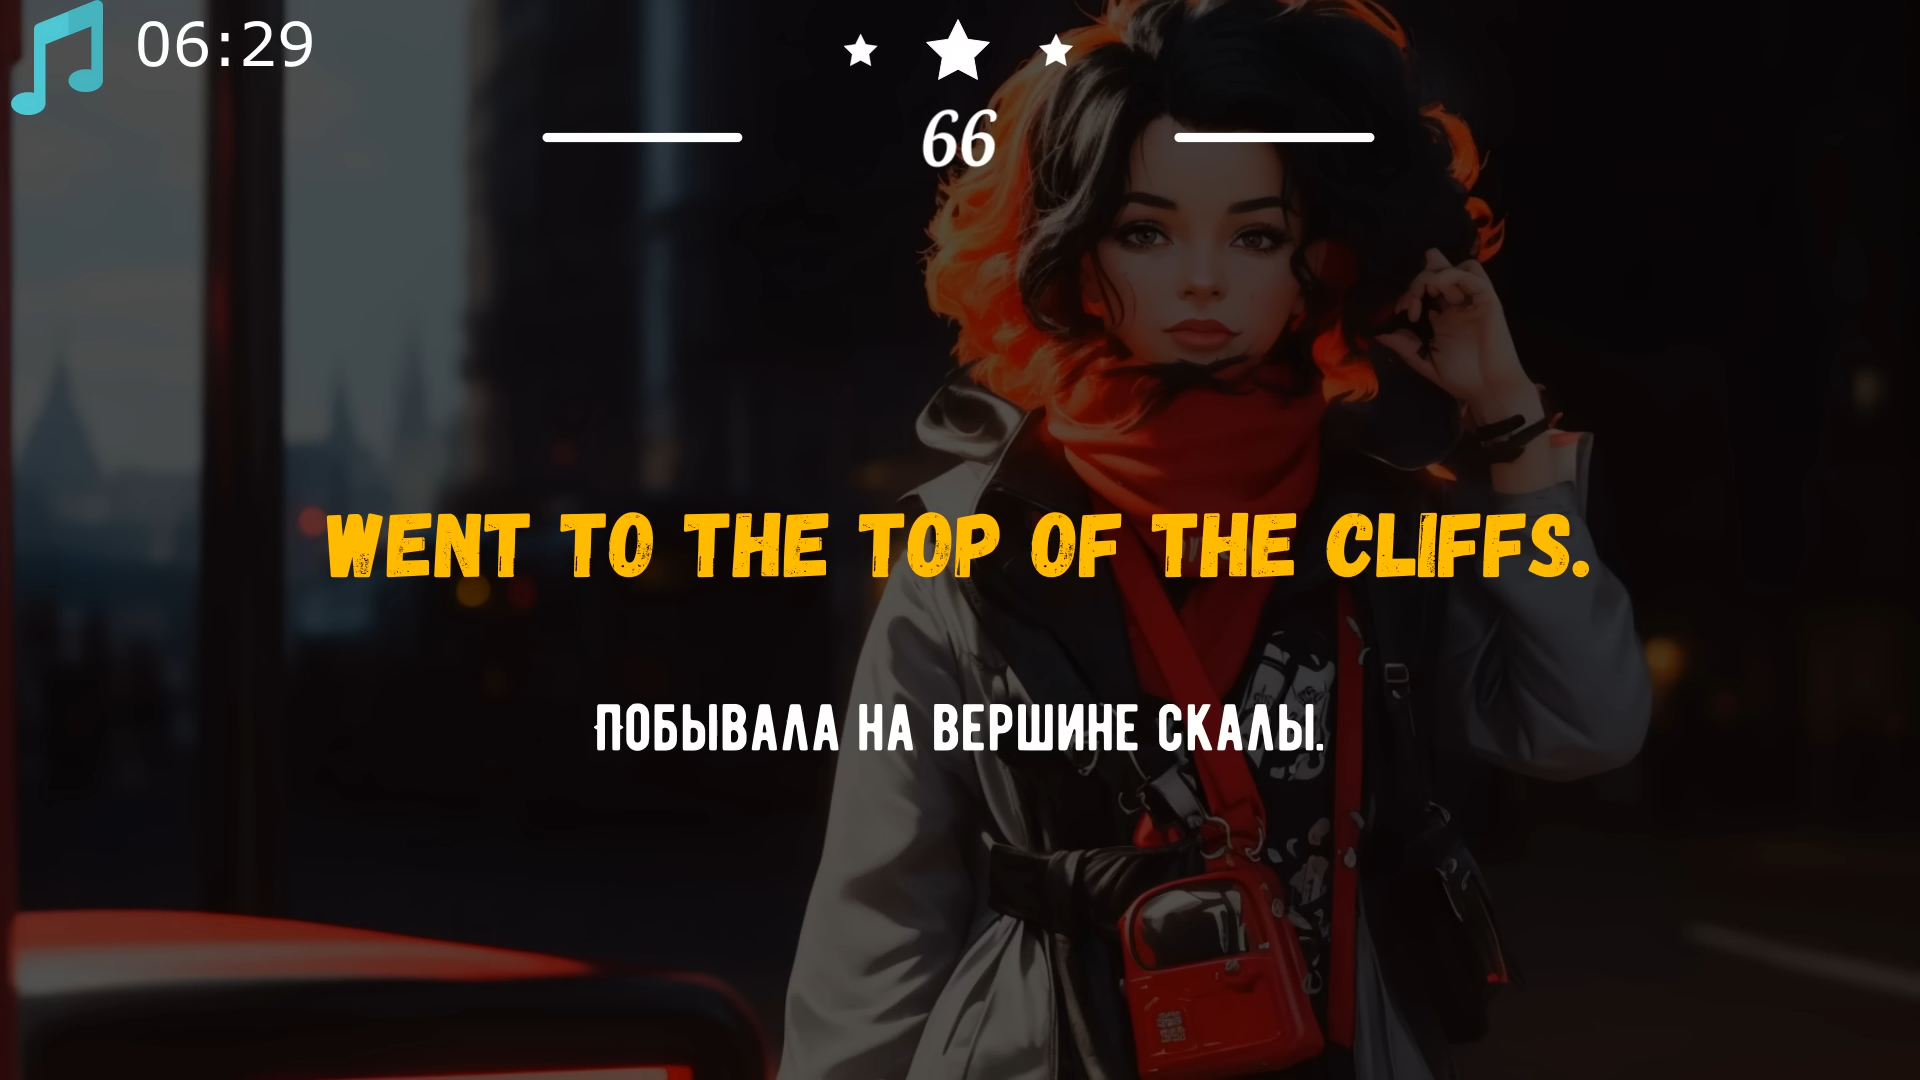 06:29
66
WENT TO THE TOP OF THE CLIFFS.
ПОБЫВАЛА НА ВЕРШИНЕ СКАЛЫ.